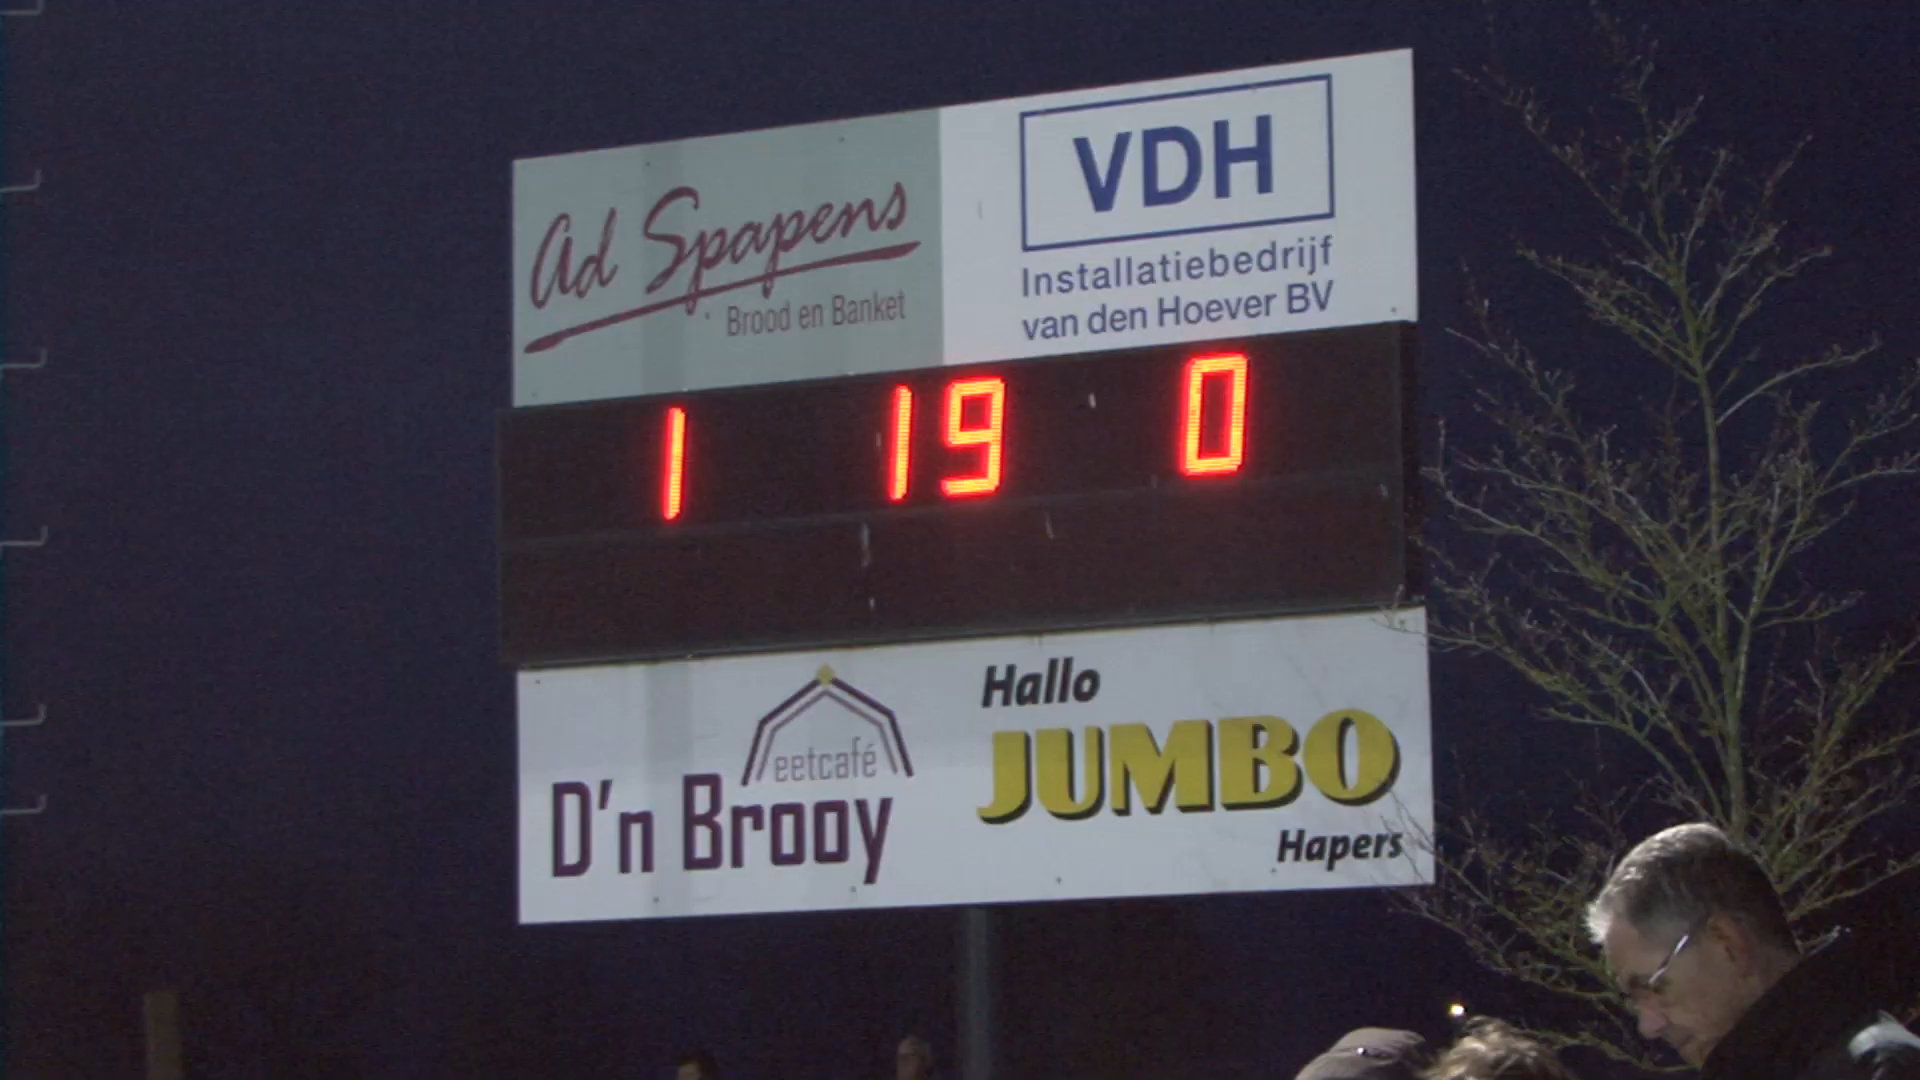 Ad Spapens
Brood en Banket
VDH
Installatiebedrijf
van den Hoever BV
1 19 0
eetcafé
D'n Brooy
Hallo
JUMBO
Hapers